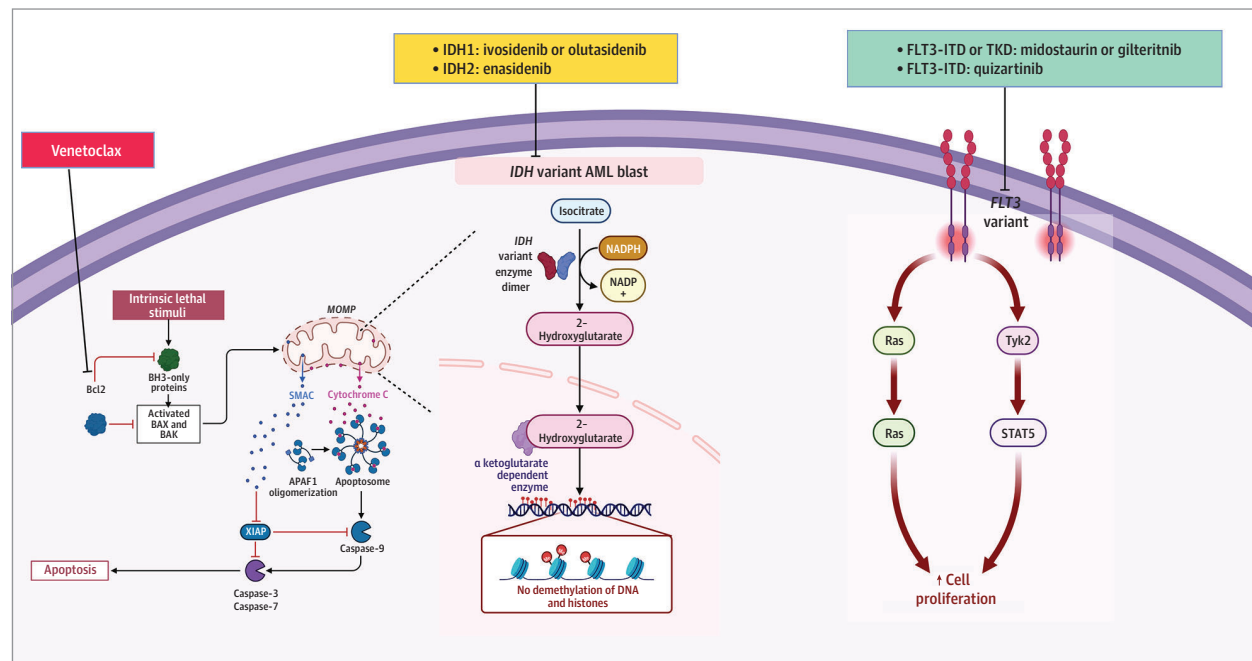 • IDH1: ivosidenib or olutasidenib
• IDH2: enasidenib
• FLT3-ITD or TKD: midostaurin or gilteritnib
• FLT3-ITD: quizartinib
Venetoclax
IDH variant AML blast
Isocitrate
IDH
variant
enzyme
dimer
NADPH
NADP
+
2-
Hydroxyglutarate
2-
Hydroxyglutarate
α ketoglutarate
dependent
enzyme
No demethylation of DNA
and histones
FLT3
variant
Ras
Tyk2
Ras
STAT5
↑ Cell
proliferation
Intrinsic lethal
stimuli
MOMP
Bcl2
BH3-only
proteins
Activated
BAX and
BAK
SMAC
Cytochrome C
APAF1
oligomerization
Apoptosome
XIAP
Caspase-9
Apoptosis
Caspase-3
Caspase-7